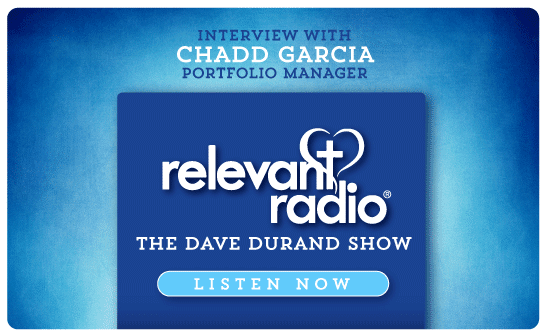 INTERVIEW WITH
CHADD GARCIA
PORTFOLIO MANAGER
relevant
radio®
THE DAVE DURAND SHOW
LISTEN NOW